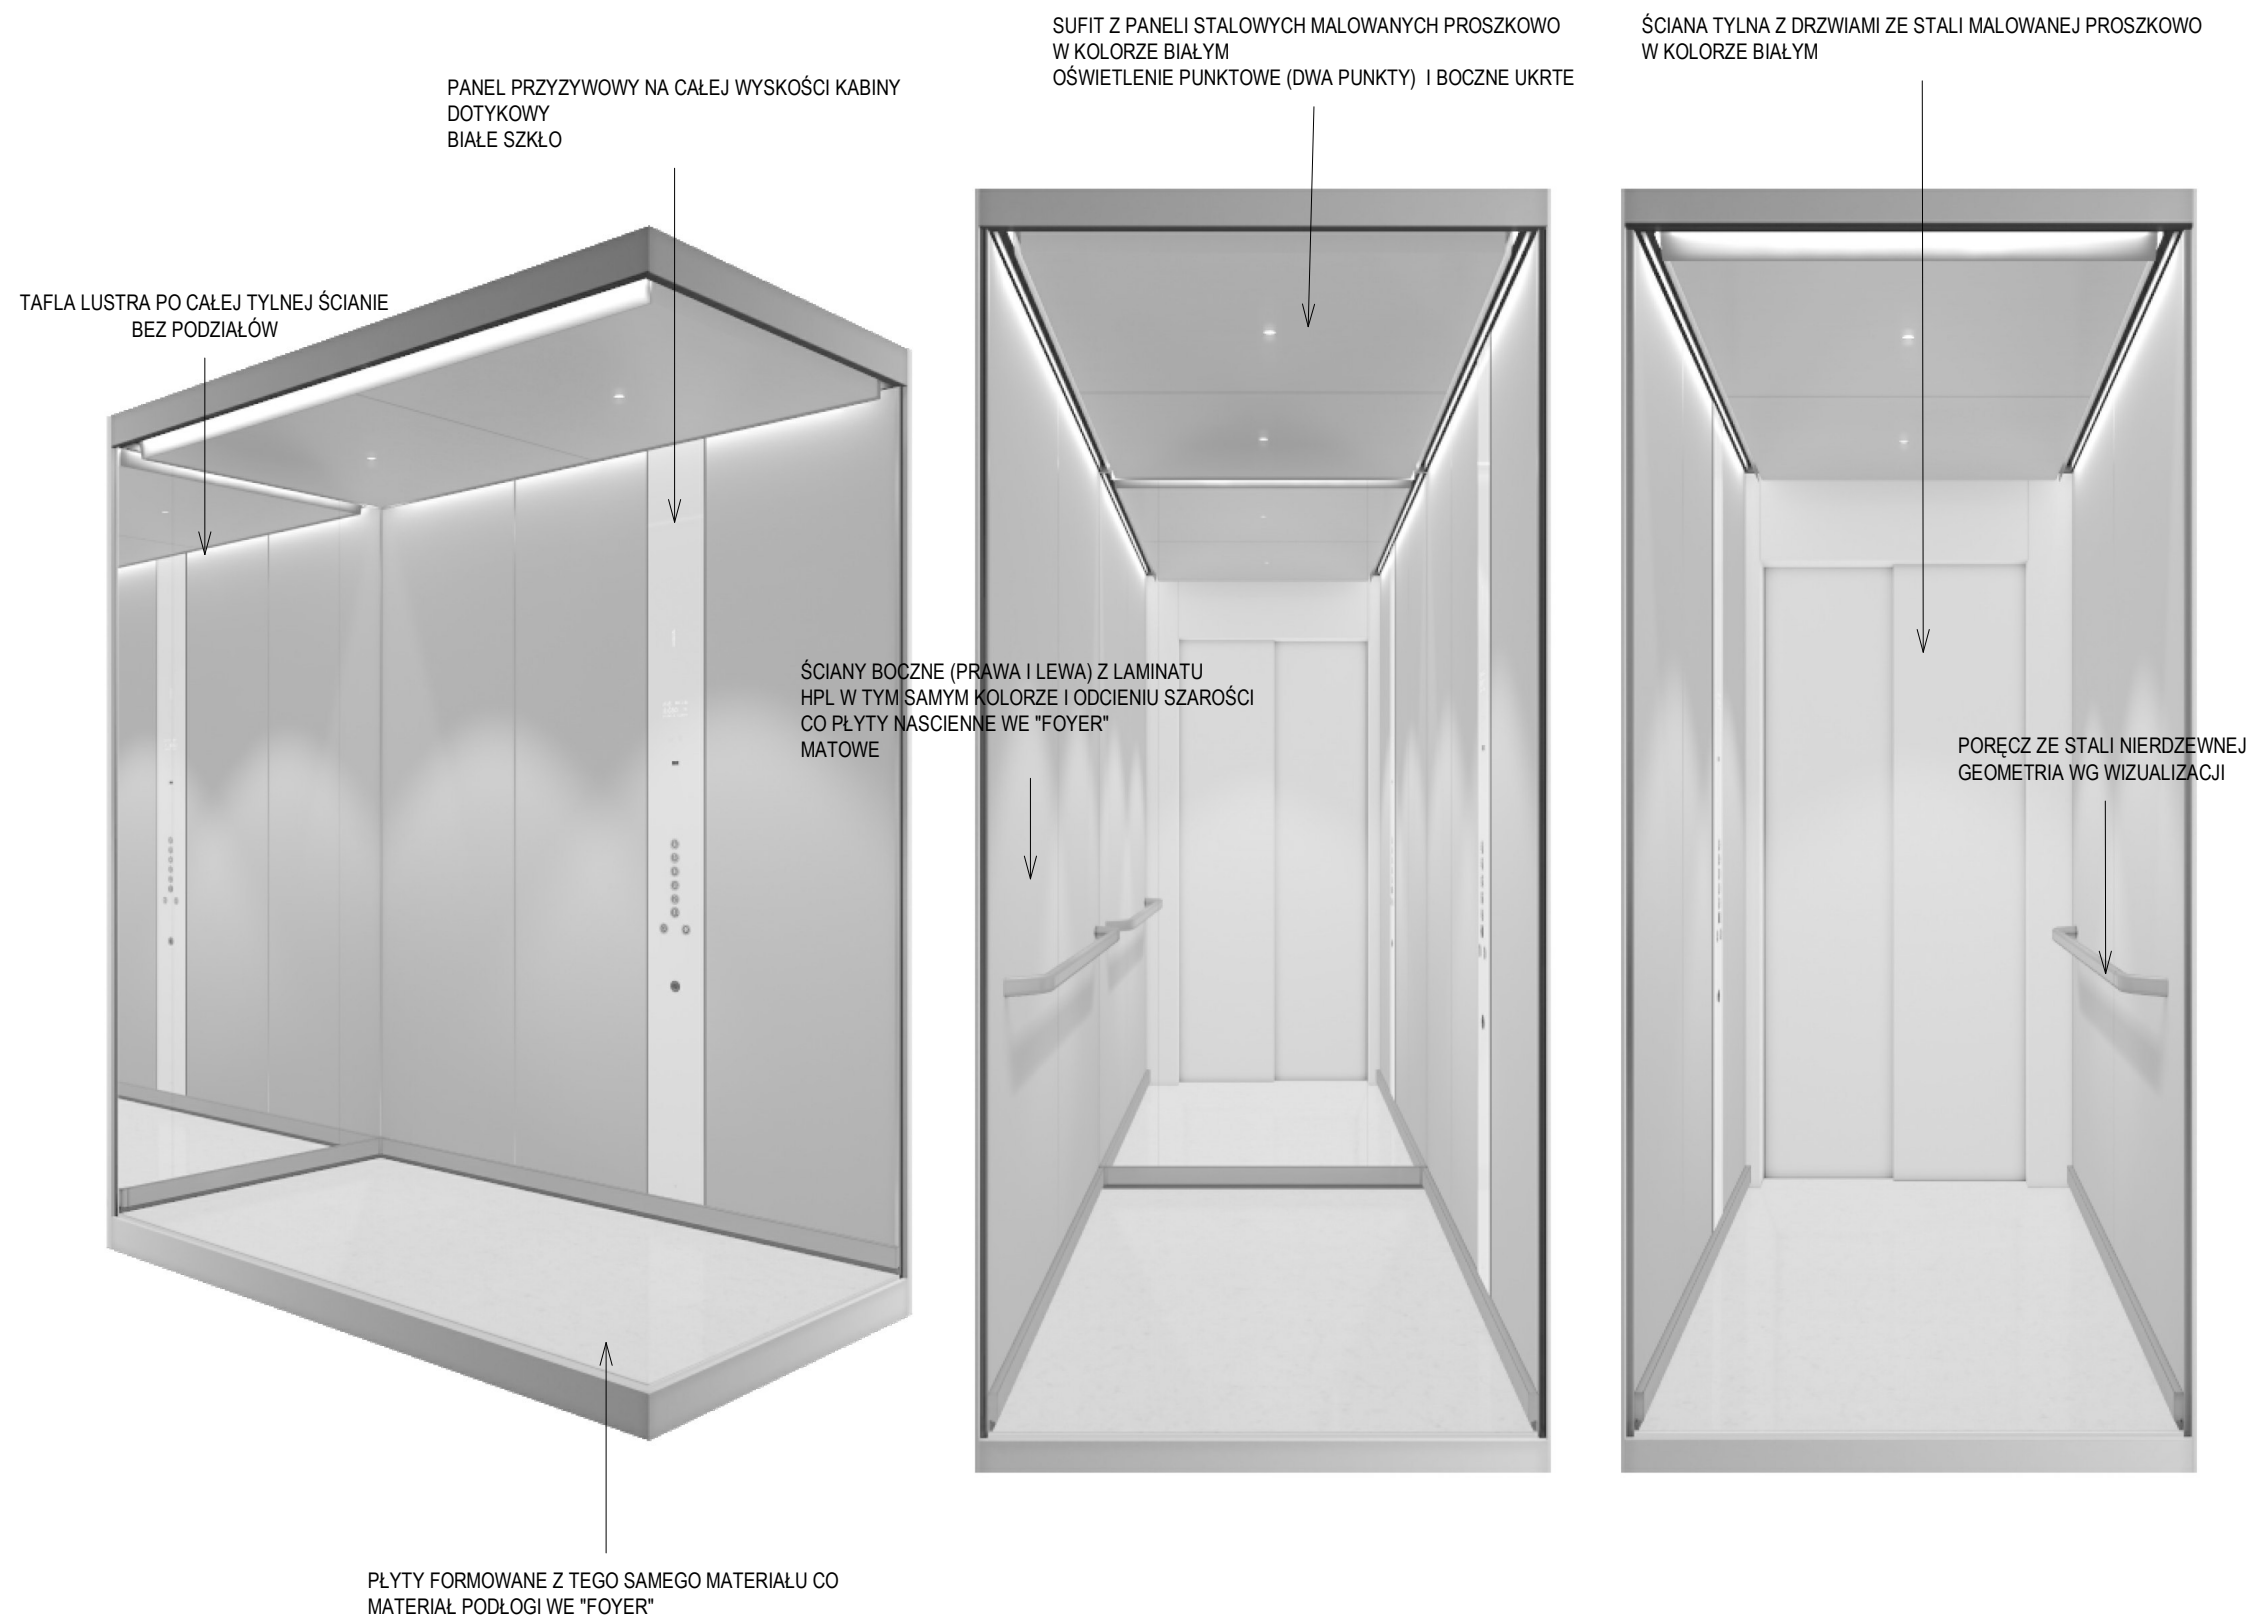 SUFIT Z PANELI STALOWYCH MALOWANYCH PROSZKOWO
W KOLORZE BIAŁYM
OŚWIETLENIE PUNKTOWE (DWA PUNKTY) I BOCZNE UKRTE
ŚCIANA TYLNA Z DRZWIAMI ZE STALI MALOWANEJ PROSZKOWO
W KOLORZE BIAŁYM
PANEL PRZYZYWOWY NA CAŁEJ WYSKOŚCI KABINY
DOTYKOWY
BIAŁE SZKŁO
TAFLA LUSTRA PO CAŁEJ TYLNEJ ŚCIANIE
BEZ PODZIAŁÓW
ŚCIANY BOCZNE (PRAWA I LEWA) Z LAMINATU
HPL W TYM SAMYM KOLORZE I ODCIENIU SZAROŚCI
CO PŁYTY NASCIENNE WE "FOYER"
MATOWE
PORĘCZ ZE STALI NIERDZEWNEJ
GEOMETRIA WG WIZUALIZACJI
PŁYTY FORMOWANE Z TEGO SAMEGO MATERIAŁU CO
MATERIAŁ PODŁOGI WE "FOYER"